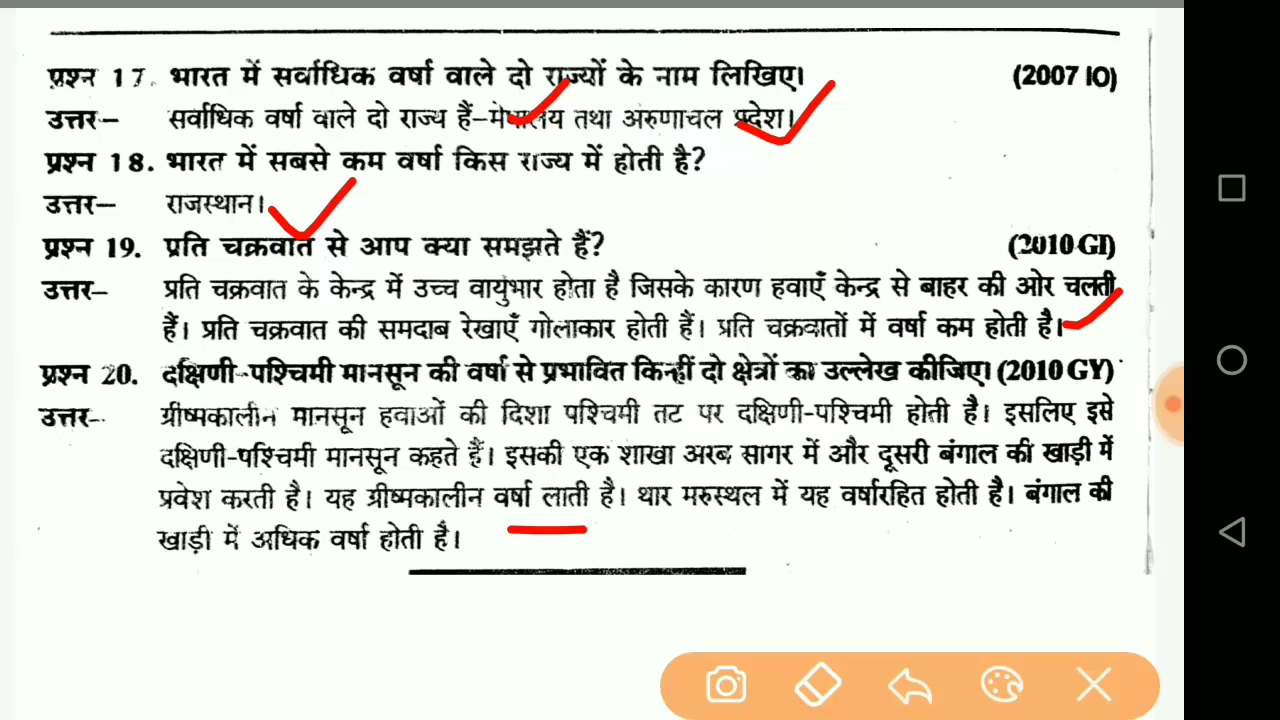 प्रश्न 17. भारत में सर्वाधिक वर्षा वाले दो राज्यों के नाम लिखिए। (2007 IO)
उत्तर– सर्वाधिक वर्षा वाले दो राज्य हैं–मेघालय तथा अरुणाचल प्रदेश।
प्रश्न 18. भारत में सबसे कम वर्षा किस राज्य में होती है?
उत्तर– राजस्थान।
प्रश्न 19. प्रति चक्रवात से आप क्या समझते हैं? (2010 GI)
उत्तर– प्रति चक्रवात के केन्द्र में उच्च वायुभार होता है जिसके कारण हवाएँ केन्द्र से बाहर की ओर चलती
हैं। प्रति चक्रवात की समदाब रेखाएँ गोलाकार होती हैं। प्रति चक्रवातों में वर्षा कम होती है।
प्रश्न 20. दक्षिणी-पश्चिमी मानसून की वर्षा से प्रभावित किन्हीं दो क्षेत्रों का उल्लेख कीजिए। (2010 GY)
उत्तर– ग्रीष्मकालीन मानसून हवाओं की दिशा पश्चिमी तट पर दक्षिणी-पश्चिमी होती है। इसलिए इसे
दक्षिणी-पश्चिमी मानसून कहते हैं। इसकी एक शाखा अरब सागर में और दूसरी बंगाल की खाड़ी में
प्रवेश करती है। यह ग्रीष्मकालीन वर्षा लाती है। थार मरुस्थल में यह वर्षारहित होती है। बंगाल की
खाड़ी में अधिक वर्षा होती है।